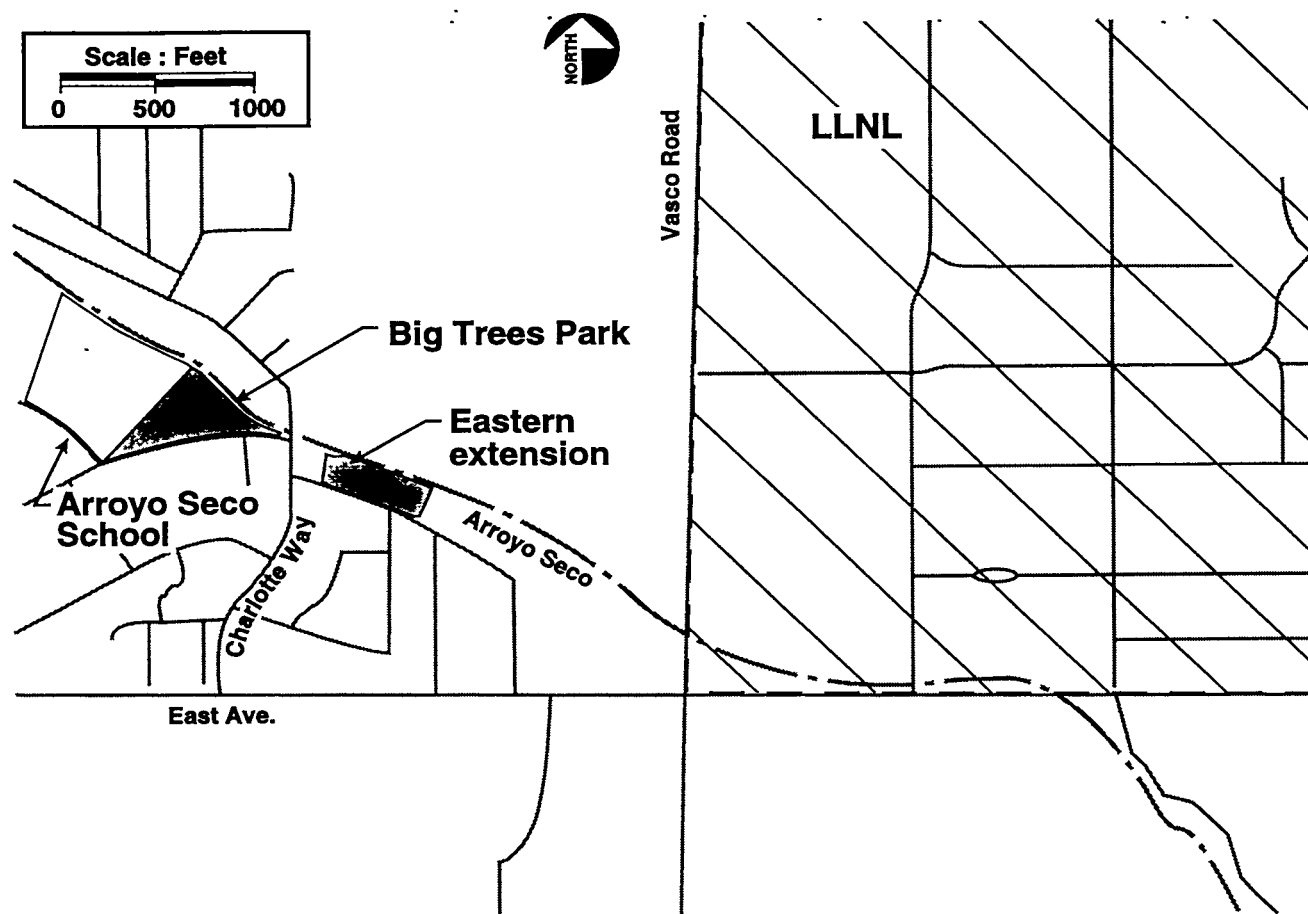 Scale : Feet
0 500 1000
NORTH
LLNL
Vasco Road
Big Trees Park
Eastern
extension
Arroyo Seco
School
Arroyo Seco
Charlotte Way
East Ave.